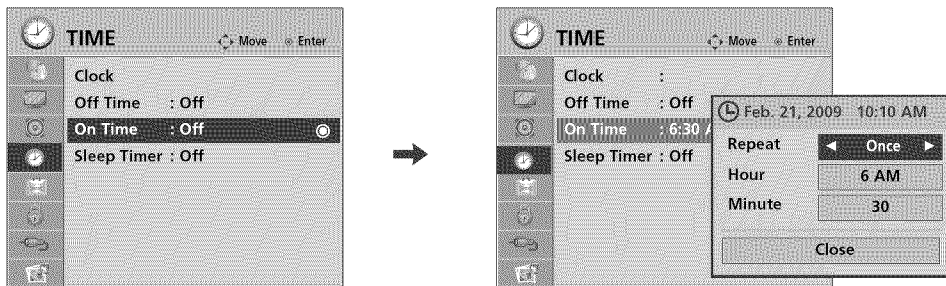 TIME
Move Enter
Clock
Off Time : Off
On Time : Off
Sleep Timer : Off
TIME
Move Enter
Clock :
Off Time : Off
On Time : 6:30 A
Sleep Timer : Off
Feb. 21, 2009 10:10 AM
Repeat Once
Hour 6 AM
Minute 30
Close